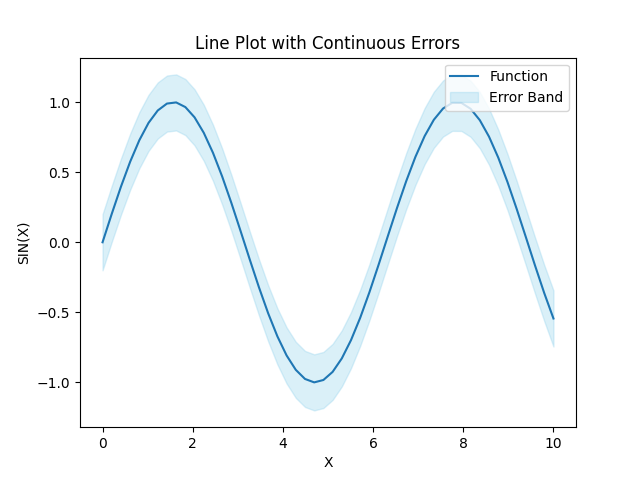 Line Plot with Continuous Errors
Function
Error Band
1.0
0.5
0.0
−0.5
−1.0
SIN(X)
0 2 4 6 8 10
X